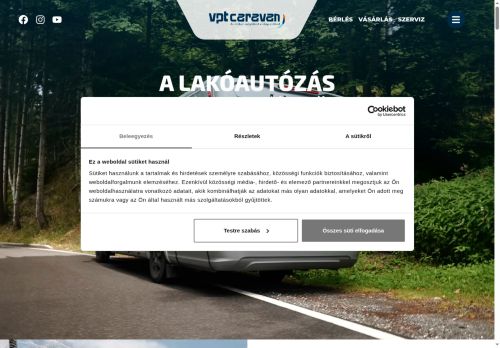 vptcaravan
BÉRLÉS VÁSÁRLÁS SZERVIZ
A LAKÓAUTÓZÁS
Cookiebot
by Usercentrics
Beleegyezés Részletek A sütikről
Ez a weboldal sütiket használ
Sütiket használunk a tartalmak és hirdetések személyre szabásához, közösségi funkciók biztosításához, valamint
weboldalforgalmunk elemzéséhez. Ezenkívül közösségi média-, hirdető- és elemező partnereinkkel megosztjuk az Ön
weboldalhasználatra vonatkozó adatait, akik kombinálhatják az adatokat más olyan adatokkal, amelyeket Ön adott meg
számukra vagy az Ön által használt más szolgáltatásokból gyűjtöttek.
Testre szabás
Összes süti elfogadása